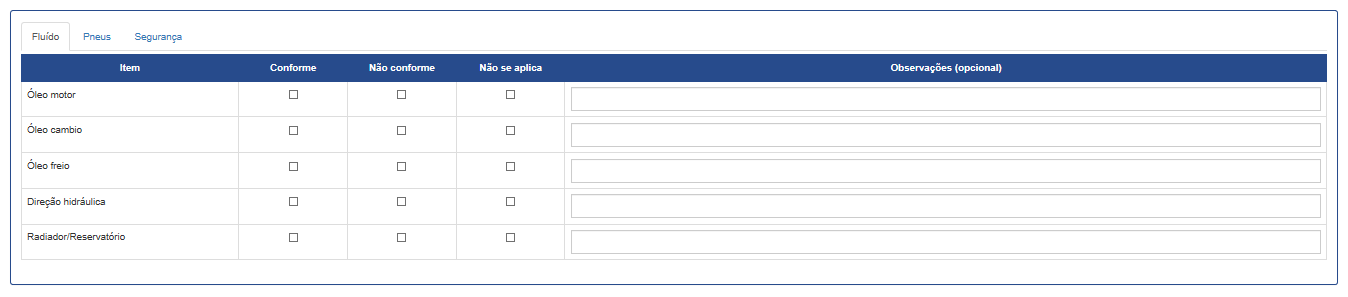 Fluído Pneus Segurança
Item Conforme Não conforme Não se aplica Observações (opcional)
Óleo motor
Óleo cambio
Óleo freio
Direção hidráulica
Radiador/Reservatório